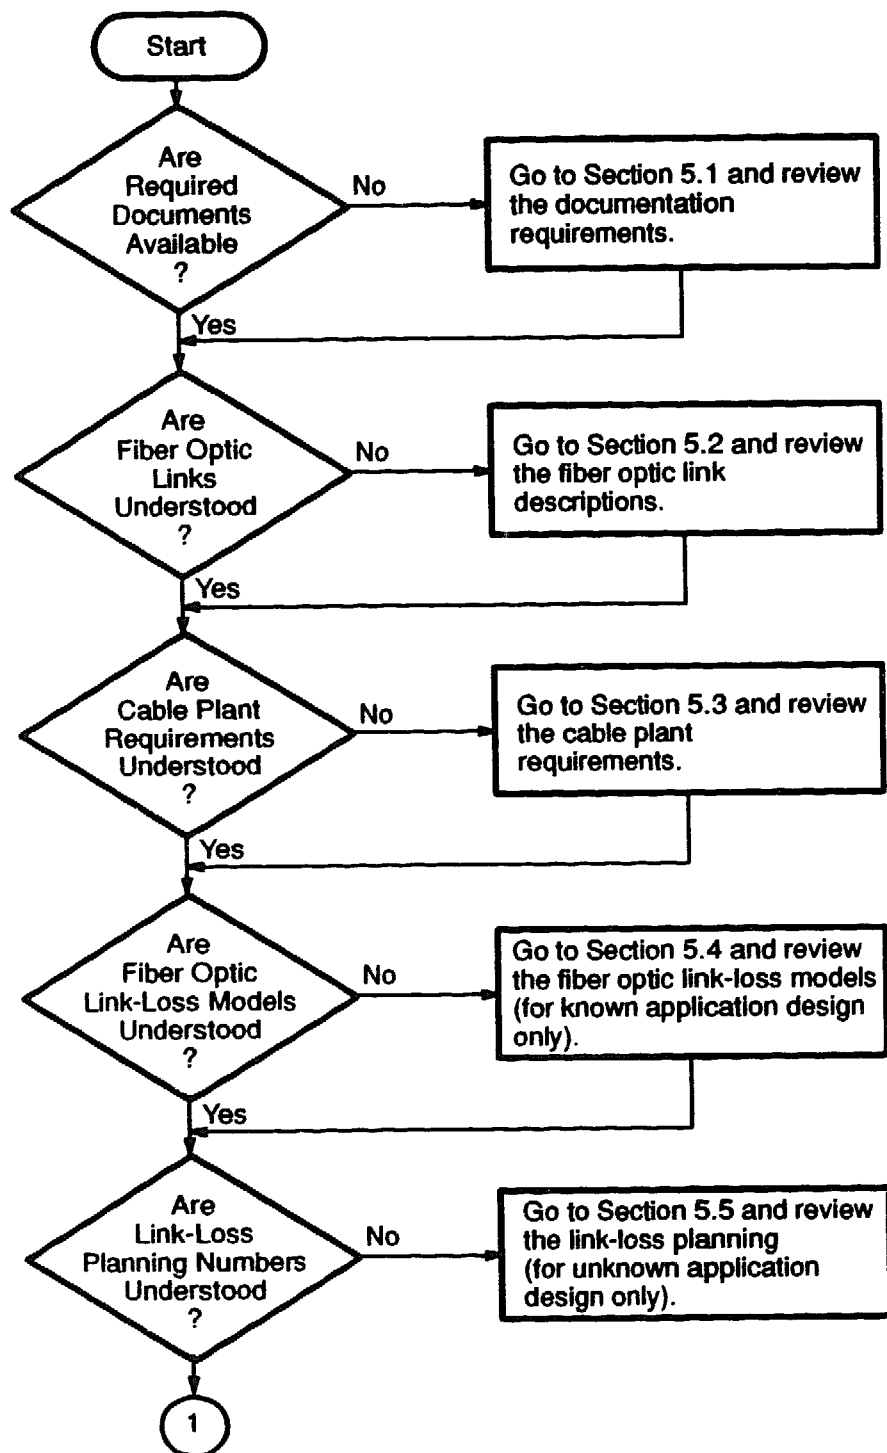 Start
Are
Required
Documents
Available
?
No
Go to Section 5.1 and review
the documentation
requirements.
Yes
Are
Fiber Optic
Links
Understood
?
No
Go to Section 5.2 and review
the fiber optic link
descriptions.
Yes
Are
Cable Plant
Requirements
Understood
?
No
Go to Section 5.3 and review
the cable plant
requirements.
Yes
Are
Fiber Optic
Link-Loss Models
Understood
?
No
Go to Section 5.4 and review
the fiber optic link-loss models
(for known application design
only).
Yes
Are
Link-Loss
Planning Numbers
Understood
?
No
Go to Section 5.5 and review
the link-loss planning
(for unknown application
design only).
1